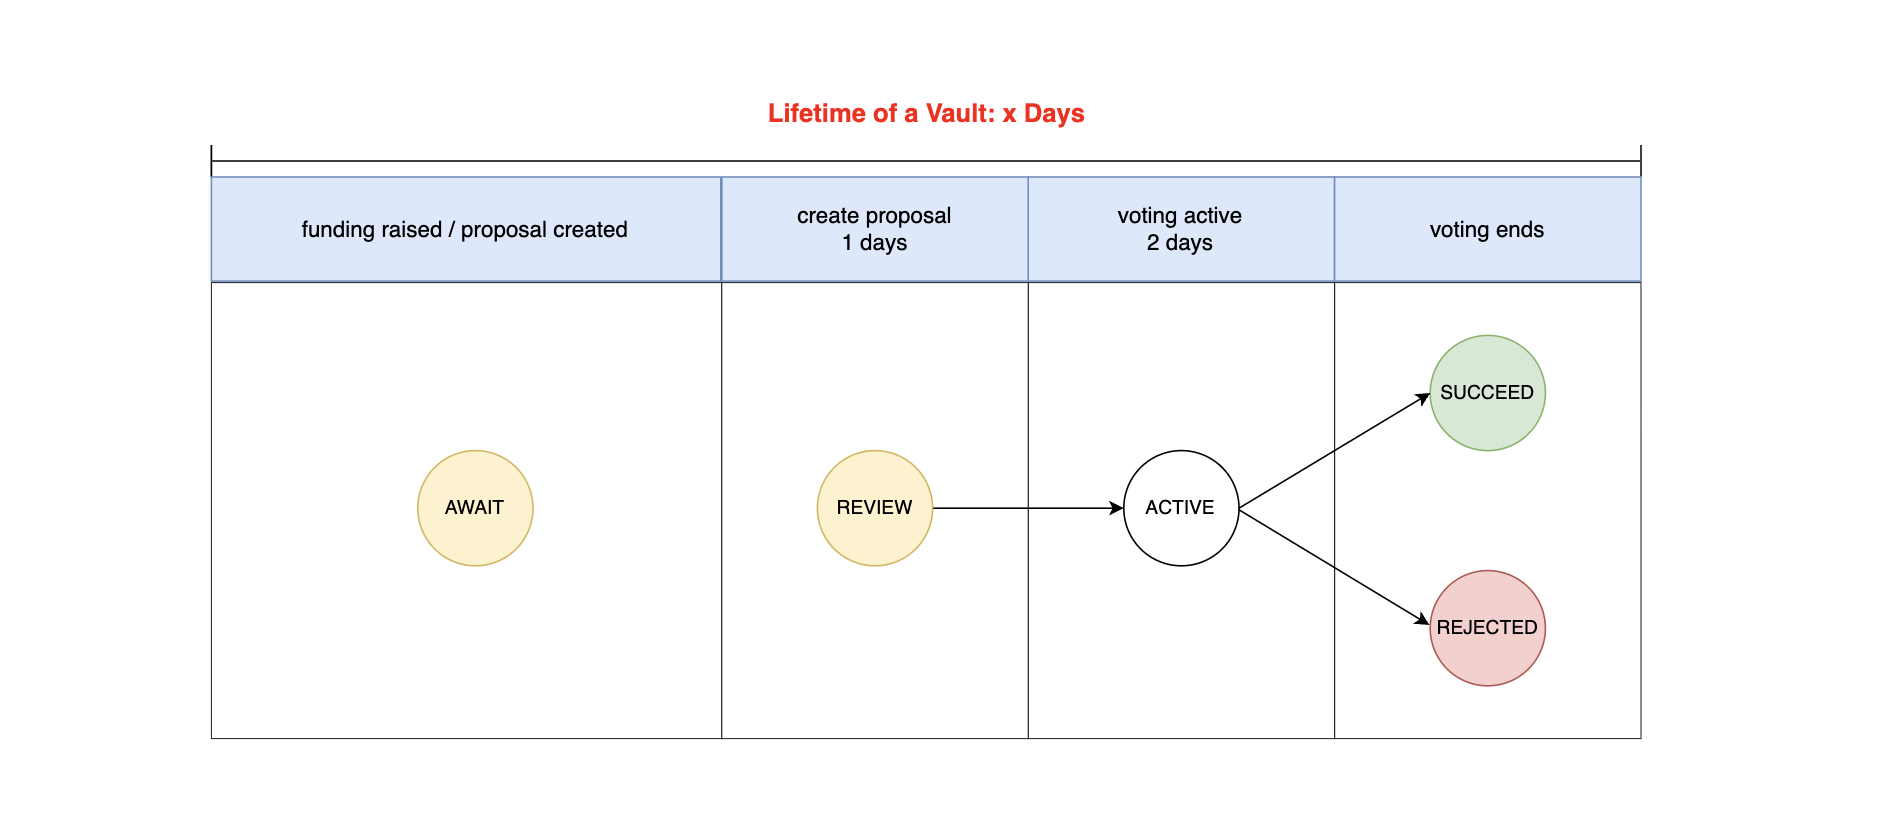 Lifetime of a Vault: x Days
funding raised / proposal created
create proposal
1 days
voting active
2 days
voting ends
AWAIT
REVIEW
ACTIVE
SUCCEED
REJECTED